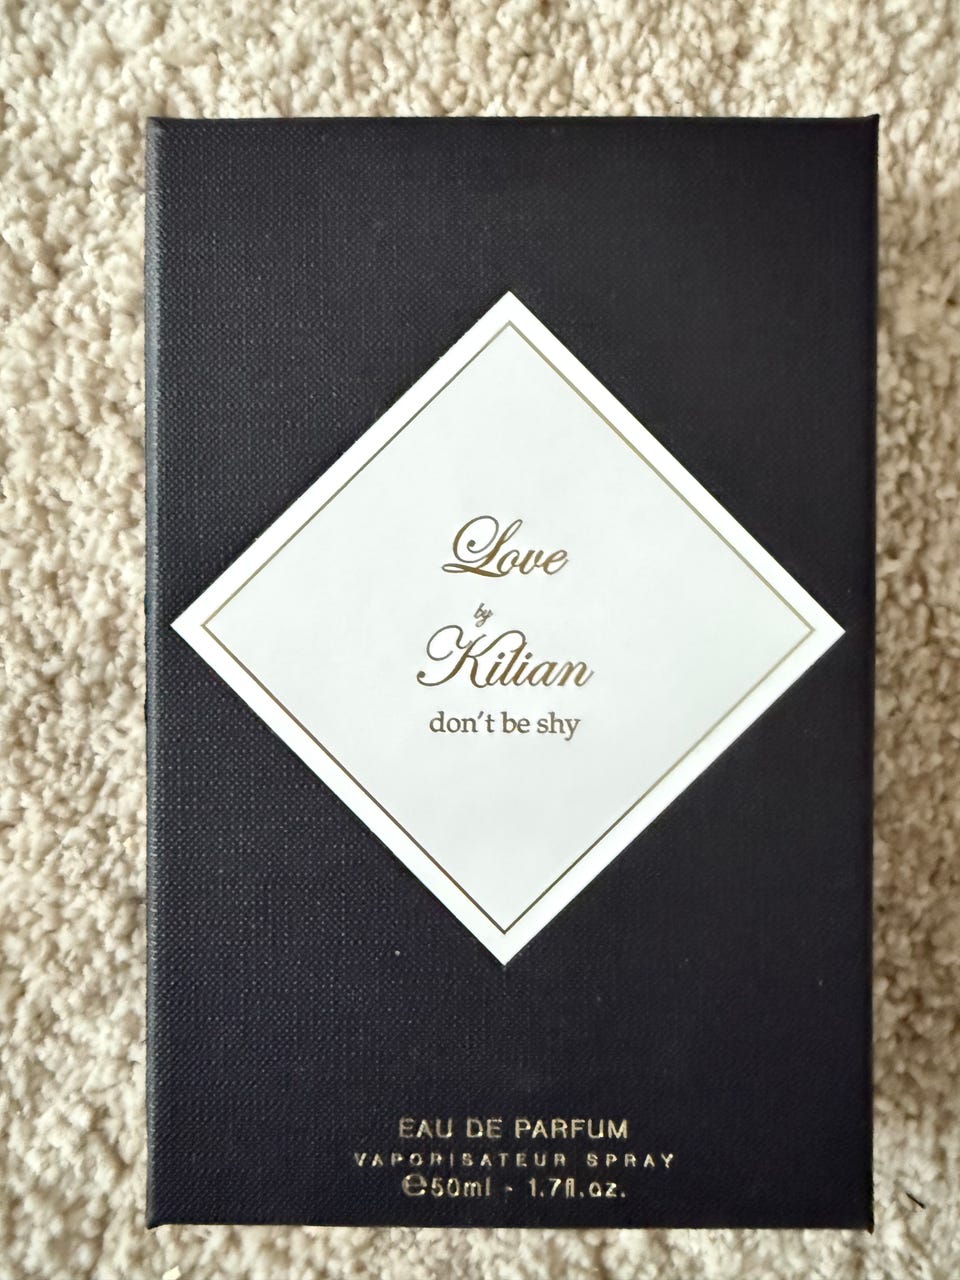 Love
by
Kilian
don't be shy
EAU DE PARFUM
VAPORISATEUR SPRAY
℮50ml - 1.7fl.oz.